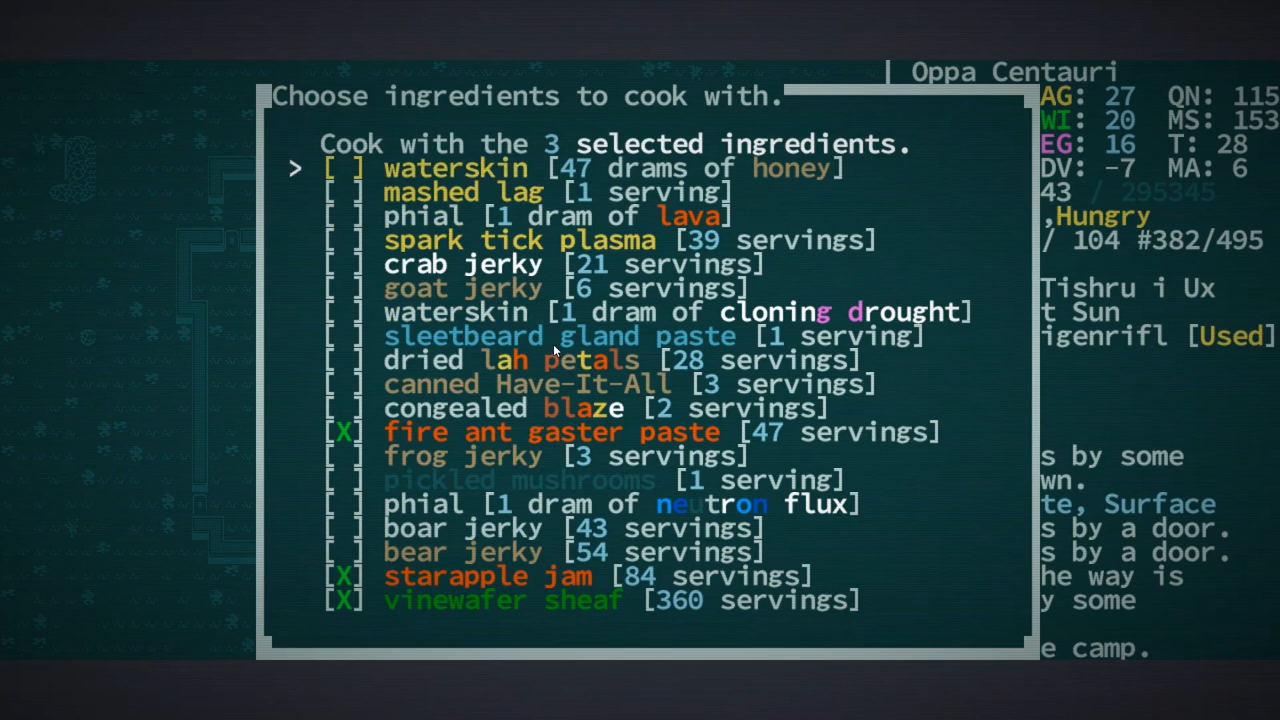 | Oppa Centauri
Choose ingredients to cook with.
AG: 27 QN: 115
WI: 20 MS: 153
EG: 16 T: 28
DV: -7 MA: 6
43 / 295345
,Hungry
/ 104 #382/495
Tishru i Ux
t Sun
igenrifl [Used]
s by some
wn.
te, Surface
s by a door.
s by a door.
he way is
y some
e camp.
Cook with the 3 selected ingredients.
> [ ] waterskin [47 drams of honey]
[ ] mashed lag [1 serving]
[ ] phial [1 dram of lava]
[ ] spark tick plasma [39 servings]
[ ] crab jerky [21 servings]
[ ] goat jerky [6 servings]
[ ] waterskin [1 dram of cloning drought]
[ ] sleetbeard gland paste [1 serving]
[ ] dried lah petals [28 servings]
[ ] canned Have-It-All [3 servings]
[ ] congealed blaze [2 servings]
[X] fire ant gaster paste [47 servings]
[ ] frog jerky [3 servings]
[ ] pickled mushrooms [1 serving]
[ ] phial [1 dram of neutron flux]
[ ] boar jerky [43 servings]
[ ] bear jerky [54 servings]
[X] starapple jam [84 servings]
[X] vinewafer sheaf [360 servings]